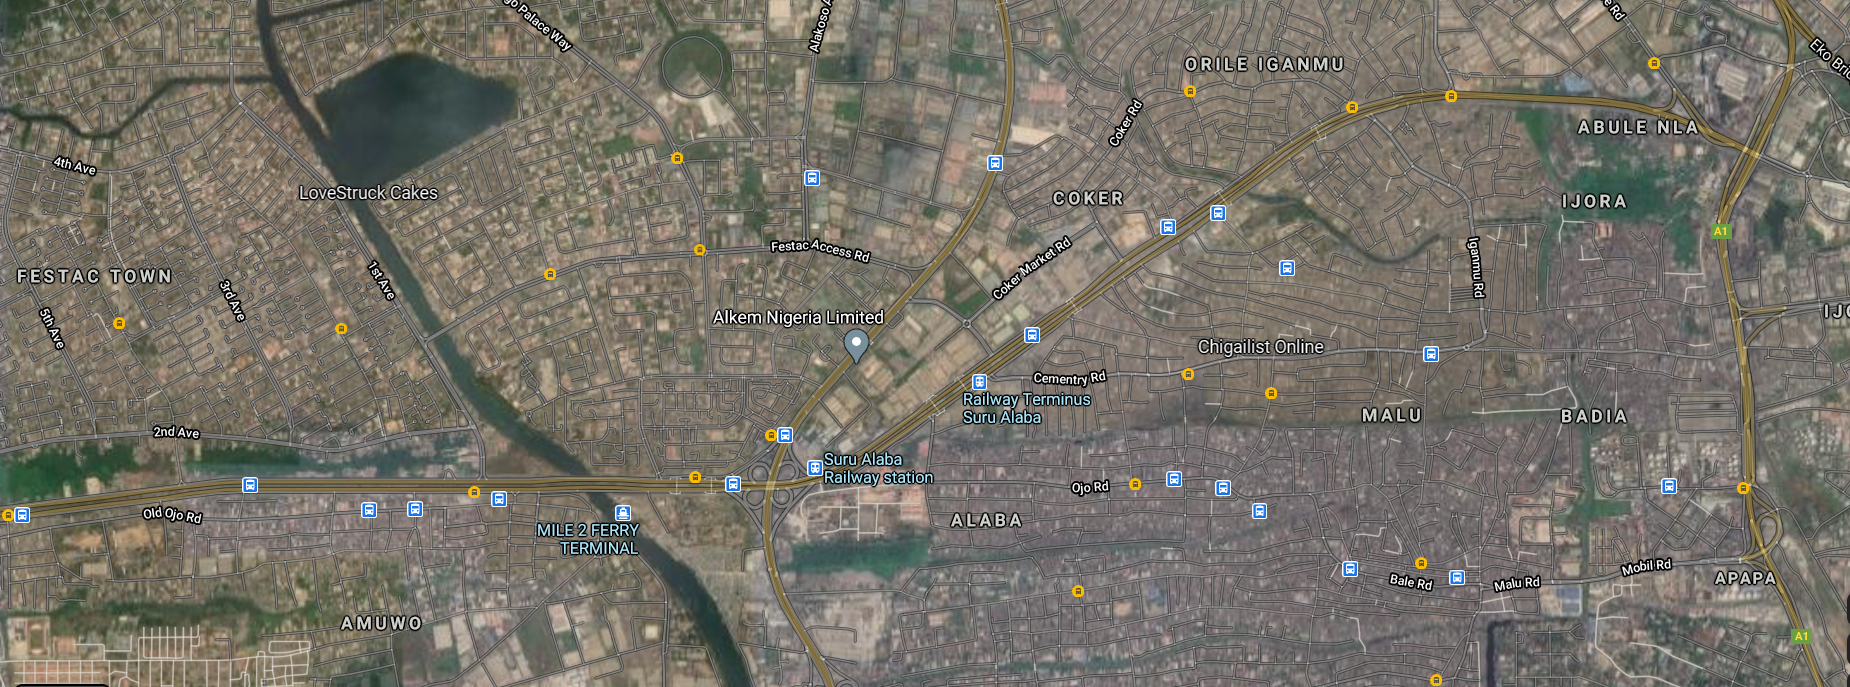 Palace Way
Alakoso
Eko
ORILE IGANMU
Coker Rd
ABULE NLA
4th Ave
LoveStruck Cakes
COKER
IJORA
A1
Festac Access Rd
Coker Market Rd
Iganmu Rd
FESTAC TOWN
1st Ave
3rd Ave
5th Ave
Alkem Nigeria Limited
Chigailist Online
Cementry Rd
Railway Terminus
Suru Alaba
MALU
BADIA
2nd Ave
Suru Alaba
Railway station
Ojo Rd
Old Ojo Rd
ALABA
MILE 2 FERRY
TERMINAL
Bale Rd
Malu Rd
Mobil Rd
APAPA
AMUWO
A1